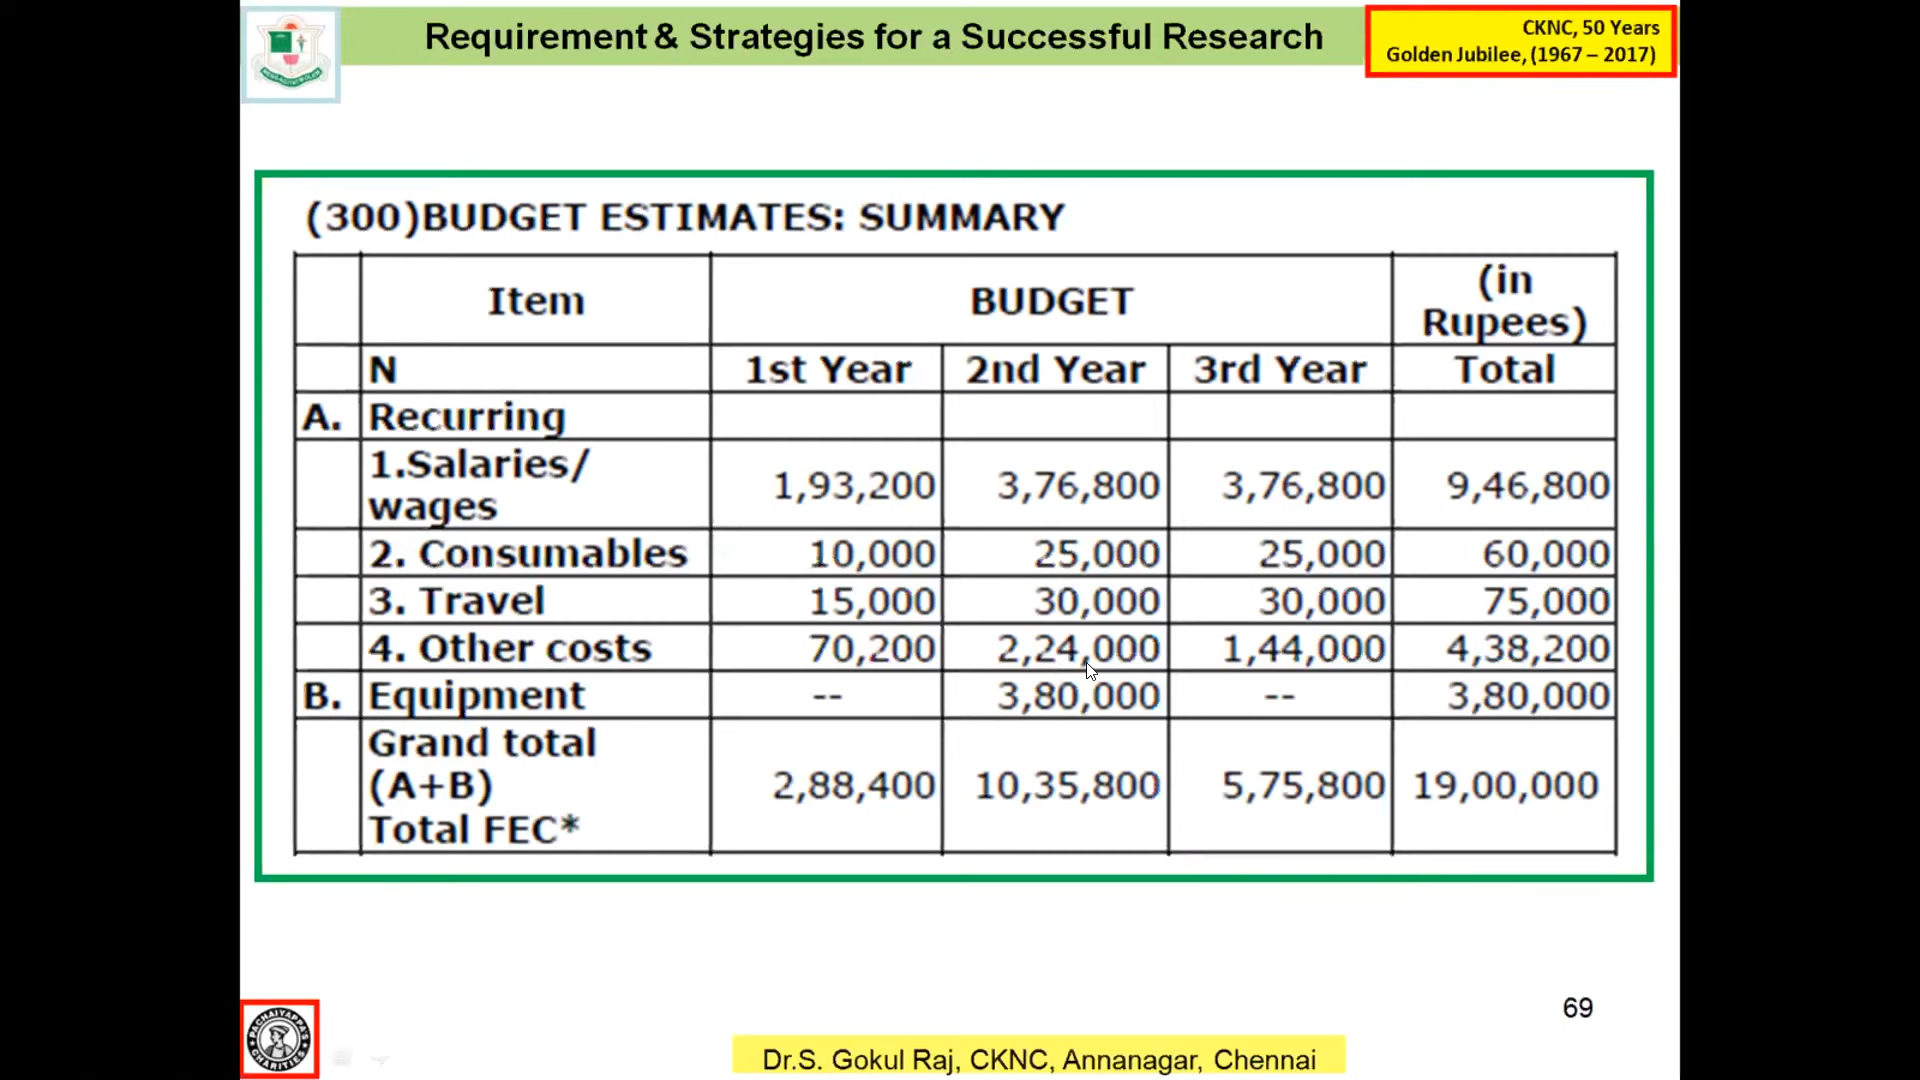 Requirement & Strategies for a Successful Research
CKNC, 50 Years
Golden Jubilee, (1967 – 2017)
(300)BUDGET ESTIMATES: SUMMARY
Item BUDGET (in Rupees)
N 1st Year 2nd Year 3rd Year Total
A. Recurring
1.Salaries/ wages 1,93,200 3,76,800 3,76,800 9,46,800
2. Consumables 10,000 25,000 25,000 60,000
3. Travel 15,000 30,000 30,000 75,000
4. Other costs 70,200 2,24,000 1,44,000 4,38,200
B. Equipment -- 3,80,000 -- 3,80,000
Grand total
(A+B) 2,88,400 10,35,800 5,75,800 19,00,000
Total FEC*
69
PACHAIYAPPA'S CHARITIES
Dr.S. Gokul Raj, CKNC, Annanagar, Chennai